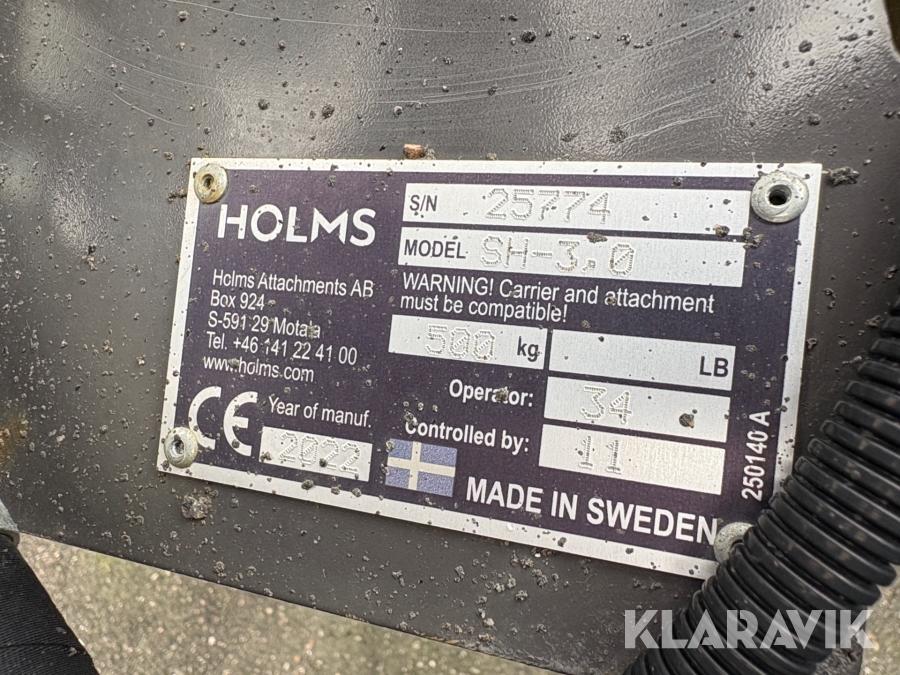 HOLMS
S/N 25774
MODEL SH-3.0
Holms Attachments AB
Box 924
S-591 29 Motala
Tel. +46 141 22 41 00
www.holms.com
WARNING! Carrier and attachment
must be compatible!
500 kg LB
Operator: 34
Controlled by: 11
CE
Year of manuf.
2022
MADE IN SWEDEN
250140 A
KLARAVIK